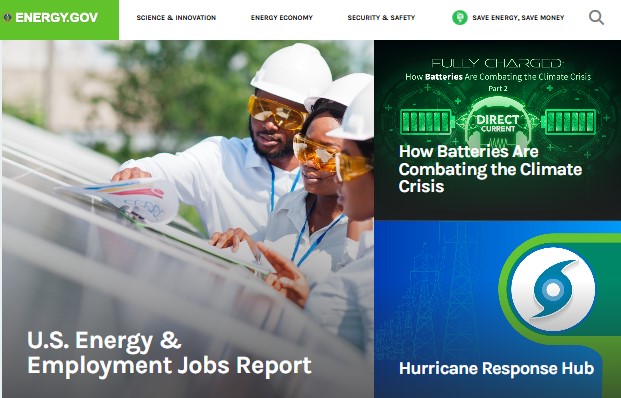 ENERGY.GOV
SCIENCE & INNOVATION
ENERGY ECONOMY
SECURITY & SAFETY
SAVE ENERGY, SAVE MONEY
U.S. Energy &
Employment Jobs Report
FULLY CHARGED:
How Batteries Are Combating the Climate Crisis
Part 2
DIRECT
CURRENT
How Batteries Are
Combating the Climate
Crisis
Hurricane Response Hub